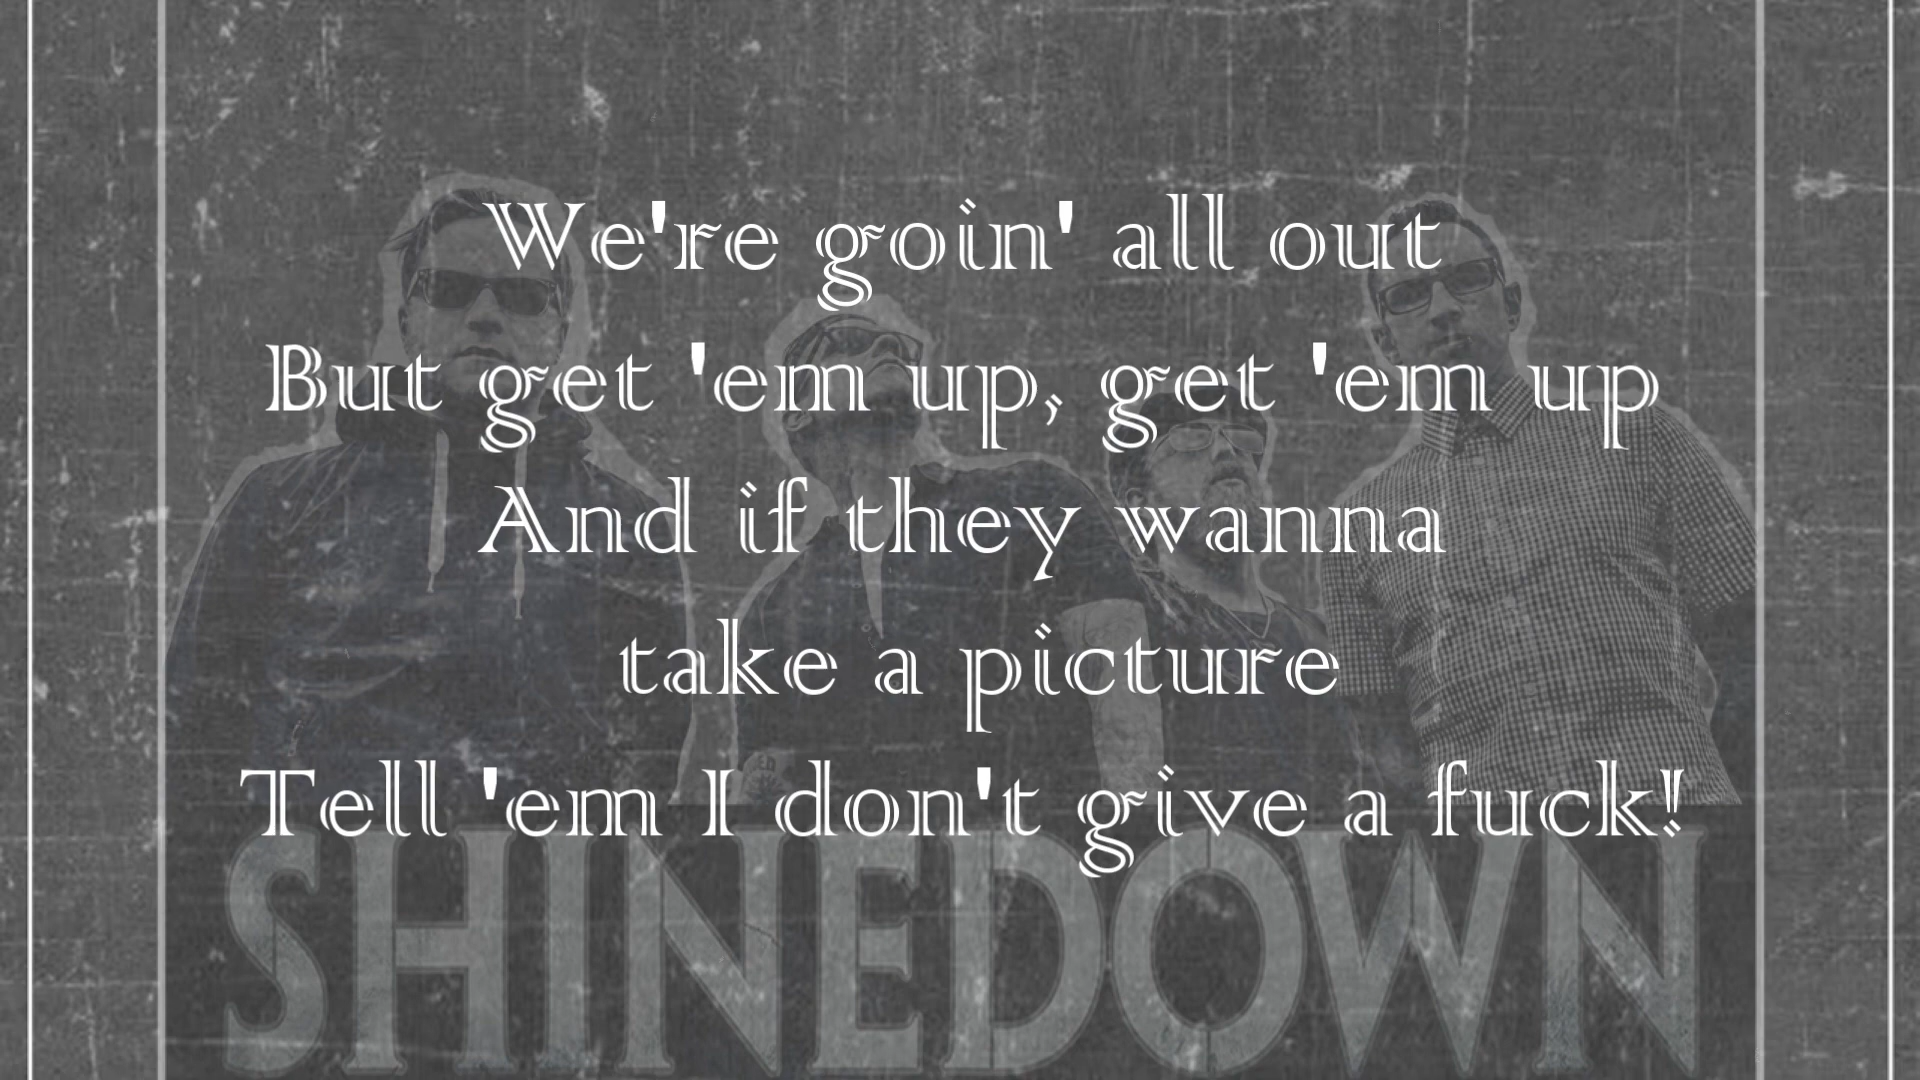 We're goin' all out
But get 'em up, get 'em up
And if they wanna
take a picture
Tell 'em I don't give a fuck!
SHINEDOWN